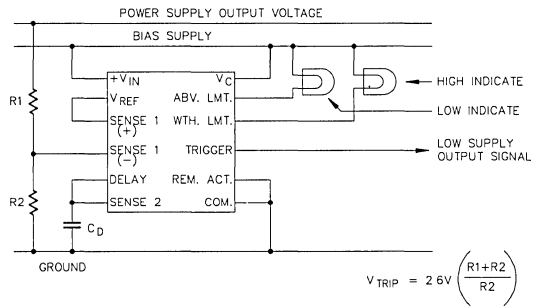 POWER SUPPLY OUTPUT VOLTAGE
BIAS SUPPLY
+VIN VC
R1
VREF ABV. LMT.
SENSE 1 WTH. LMT.
(+)
SENSE 1 TRIGGER
(-)
DELAY REM. ACT.
R2
SENSE 2 COM.
CD
GROUND
HIGH INDICATE
LOW INDICATE
LOW SUPPLY
OUTPUT SIGNAL
V TRIP = 2 6V ( R1+R2 / R2 )